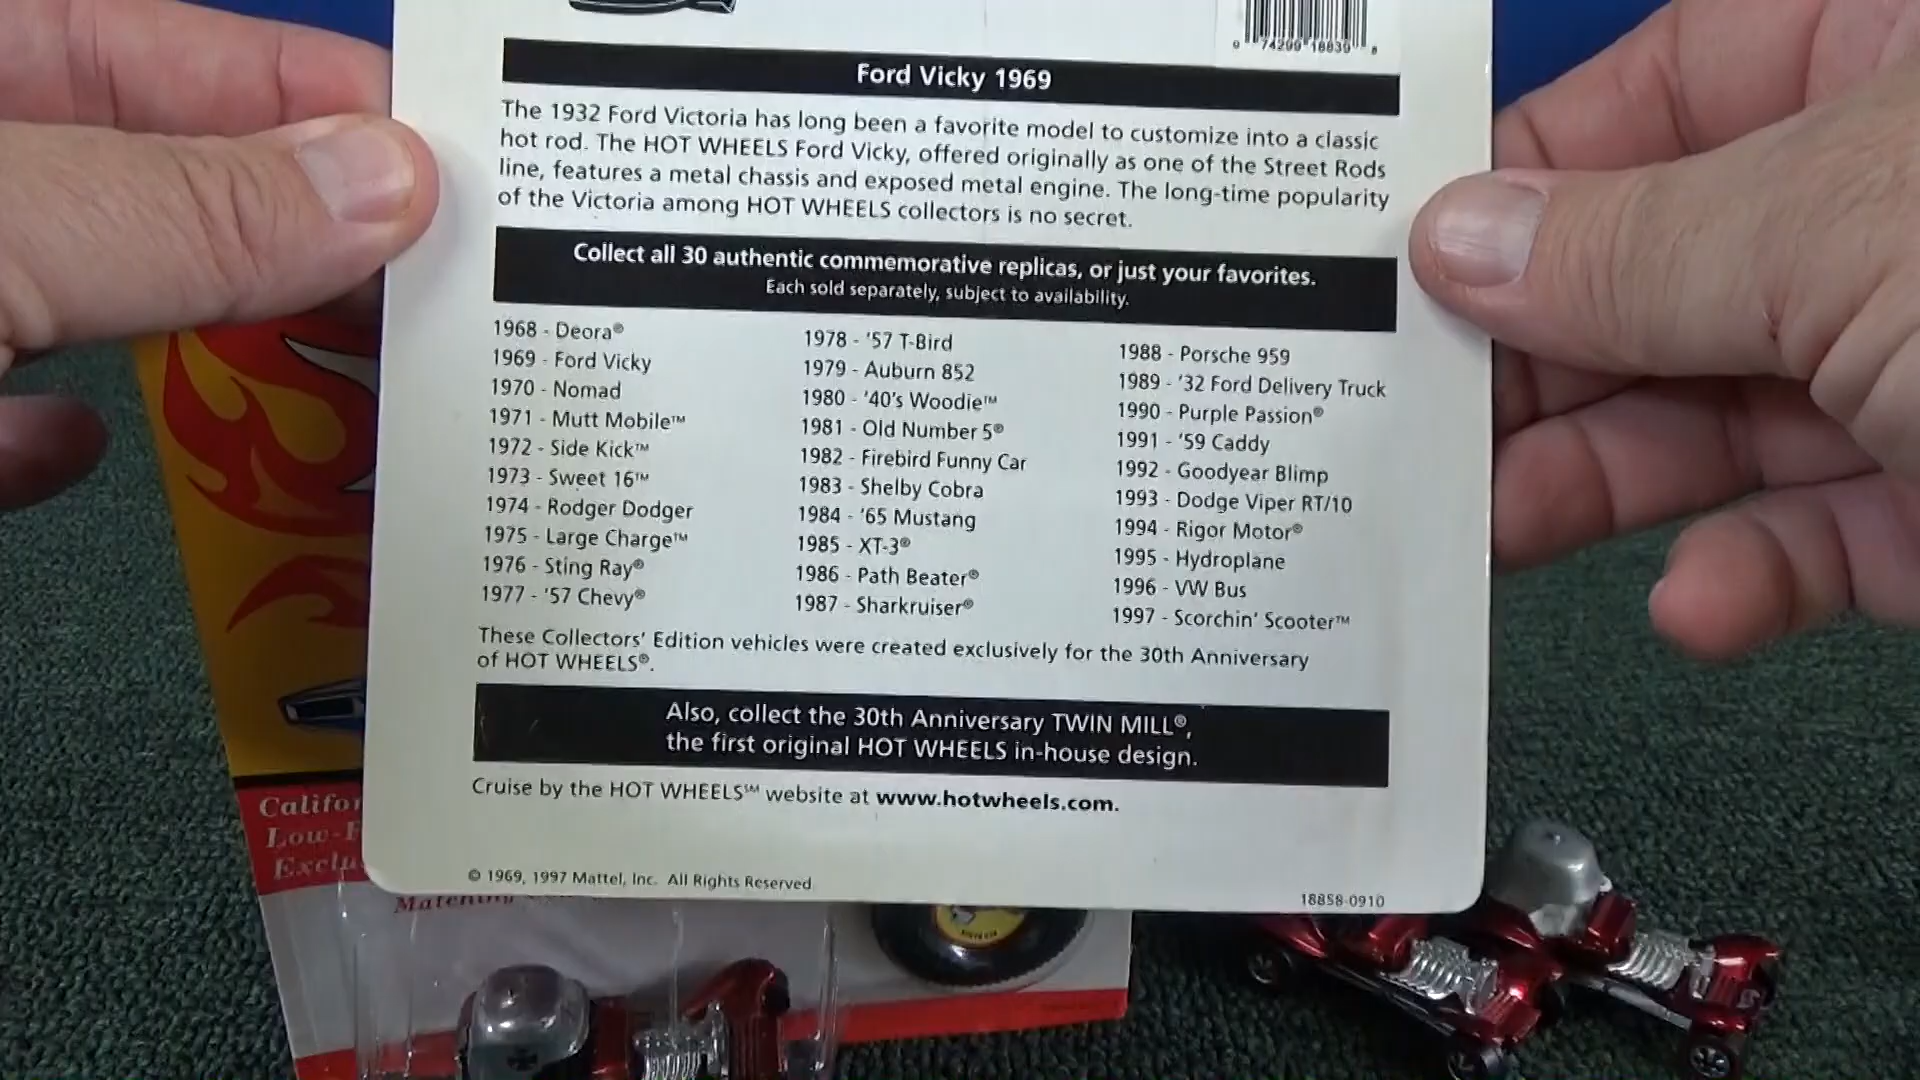 0 74299 18839 8
Ford Vicky 1969
The 1932 Ford Victoria has long been a favorite model to customize into a classic
hot rod. The HOT WHEELS Ford Vicky, offered originally as one of the Street Rods
line, features a metal chassis and exposed metal engine. The long-time popularity
of the Victoria among HOT WHEELS collectors is no secret.
Collect all 30 authentic commemorative replicas, or just your favorites.
Each sold separately, subject to availability.
1968 - Deora®
1969 - Ford Vicky
1970 - Nomad
1971 - Mutt Mobile™
1972 - Side Kick™
1973 - Sweet 16™
1974 - Rodger Dodger
1975 - Large Charge™
1976 - Sting Ray®
1977 - '57 Chevy®
1978 - '57 T-Bird
1979 - Auburn 852
1980 - '40's Woodie™
1981 - Old Number 5®
1982 - Firebird Funny Car
1983 - Shelby Cobra
1984 - '65 Mustang
1985 - XT-3®
1986 - Path Beater®
1987 - Sharkruiser®
1988 - Porsche 959
1989 - '32 Ford Delivery Truck
1990 - Purple Passion®
1991 - '59 Caddy
1992 - Goodyear Blimp
1993 - Dodge Viper RT/10
1994 - Rigor Motor®
1995 - Hydroplane
1996 - VW Bus
1997 - Scorchin' Scooter™
These Collectors' Edition vehicles were created exclusively for the 30th Anniversary
of HOT WHEELS®.
Also, collect the 30th Anniversary TWIN MILL®,
the first original HOT WHEELS in-house design.
Cruise by the HOT WHEELS℠ website at www.hotwheels.com.
© 1969, 1997 Mattel, Inc. All Rights Reserved
18858-0910
Califor
Low-F
Exclu